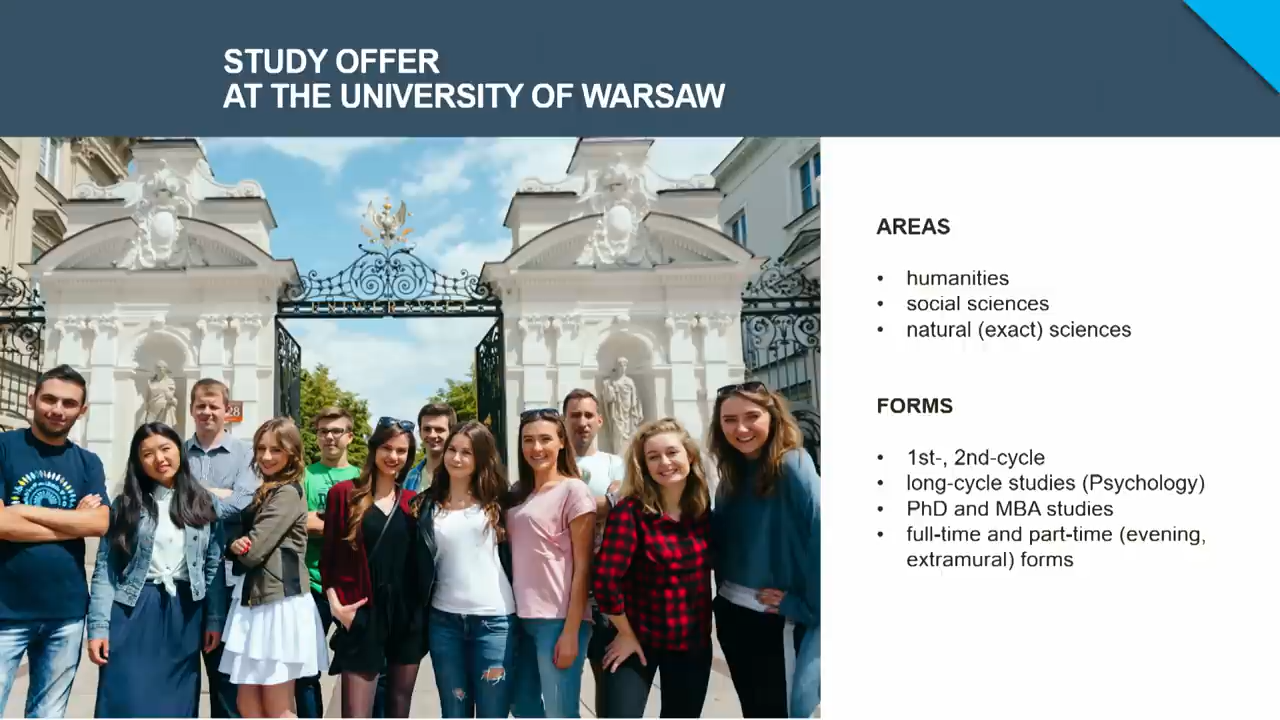 STUDY OFFER
AT THE UNIVERSITY OF WARSAW
AREAS
• humanities
• social sciences
• natural (exact) sciences
FORMS
• 1st-, 2nd-cycle
• long-cycle studies (Psychology)
• PhD and MBA studies
• full-time and part-time (evening,
extramural) forms
28